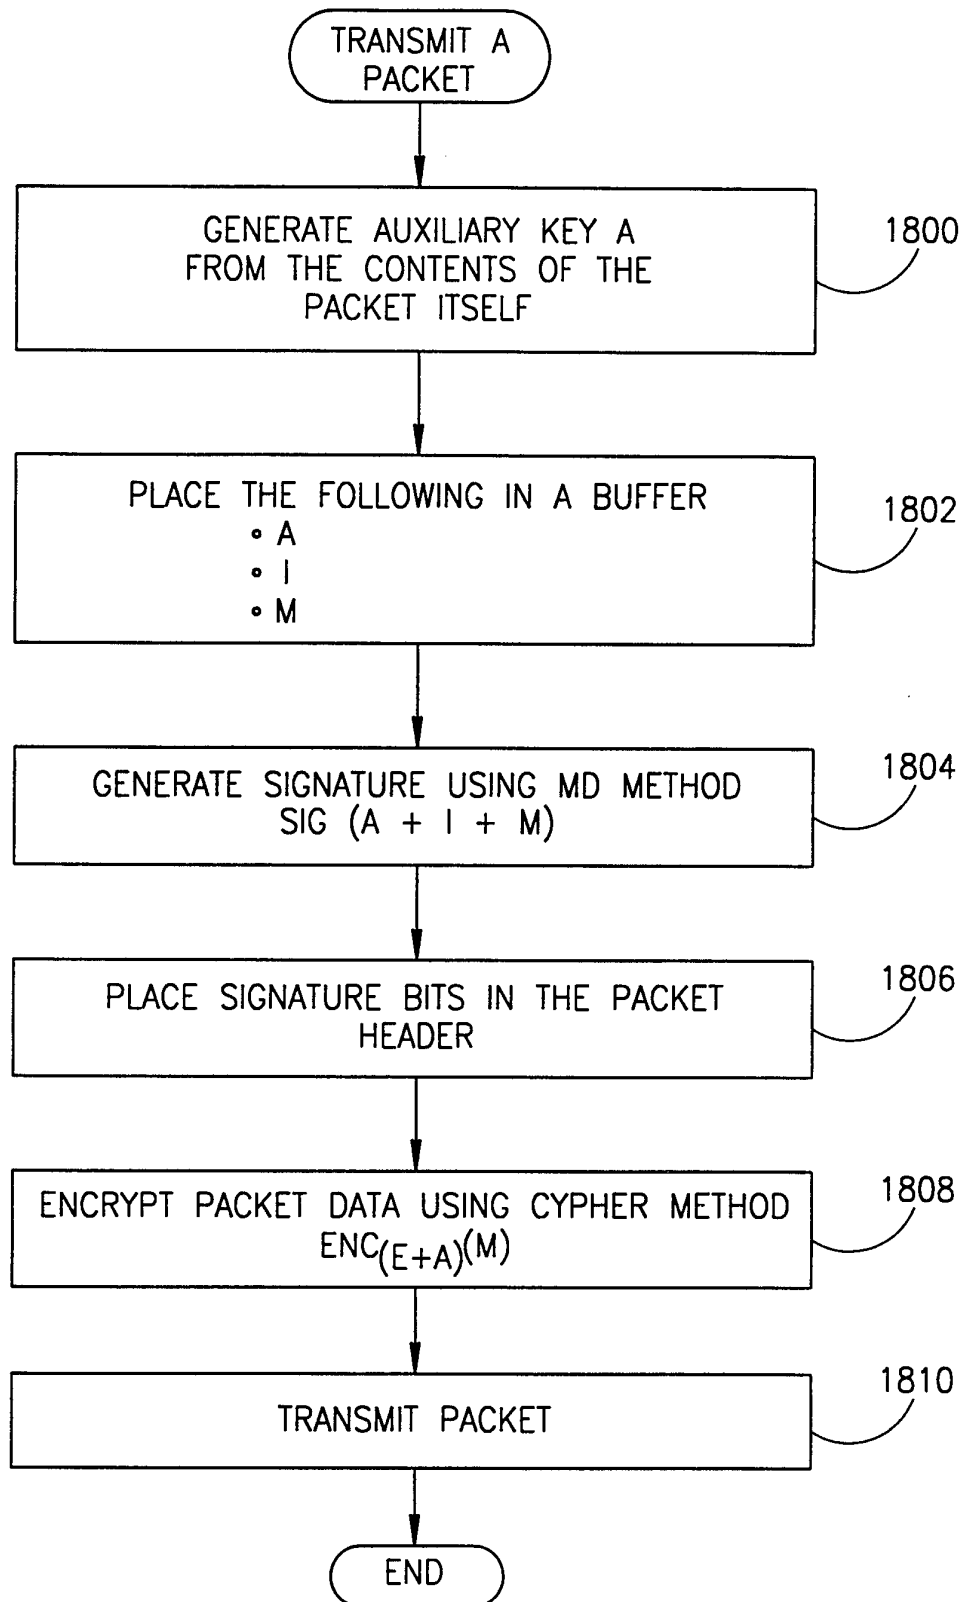 TRANSMIT A
PACKET
GENERATE AUXILIARY KEY A
FROM THE CONTENTS OF THE
PACKET ITSELF
1800
PLACE THE FOLLOWING IN A BUFFER
• A
• I
• M
1802
GENERATE SIGNATURE USING MD METHOD
SIG (A + I + M)
1804
PLACE SIGNATURE BITS IN THE PACKET
HEADER
1806
ENCRYPT PACKET DATA USING CYPHER METHOD
ENC(E+A)(M)
1808
TRANSMIT PACKET
1810
END